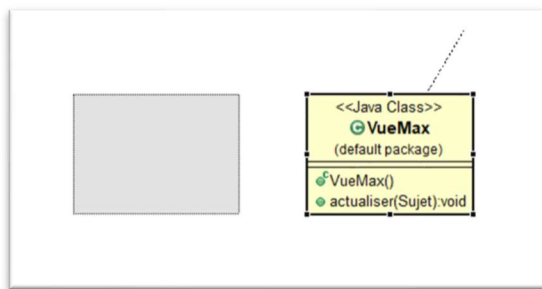 <<Java Class>>
VueMax
(default package)
VueMax()
actualiser(Sujet):void